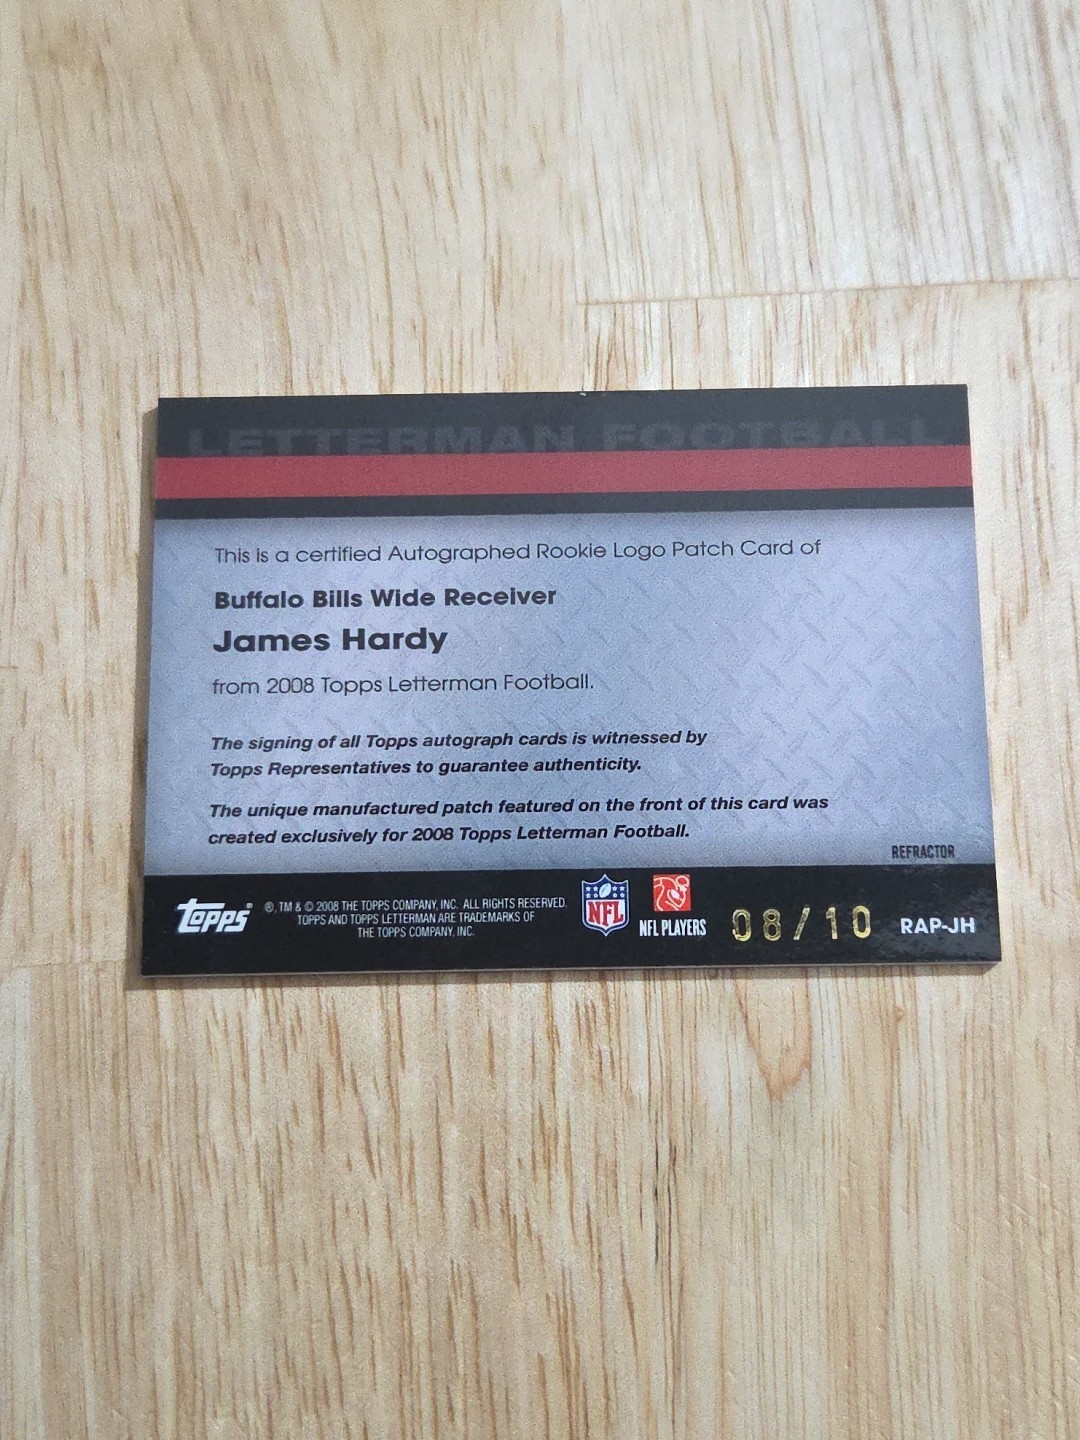 LETTERMAN FOOTBALL
This is a certified Autographed Rookie Logo Patch Card of
Buffalo Bills Wide Receiver
James Hardy
from 2008 Topps Letterman Football.
The signing of all Topps autograph cards is witnessed by
Topps Representatives to guarantee authenticity.
The unique manufactured patch featured on the front of this card was
created exclusively for 2008 Topps Letterman Football.
REFRACTOR
Topps®
®, TM & © 2008 THE TOPPS COMPANY, INC. ALL RIGHTS RESERVED.
TOPPS AND TOPPS LETTERMAN ARE TRADEMARKS OF
THE TOPPS COMPANY, INC.
NFL
NFL PLAYERS
08/10
RAP-JH